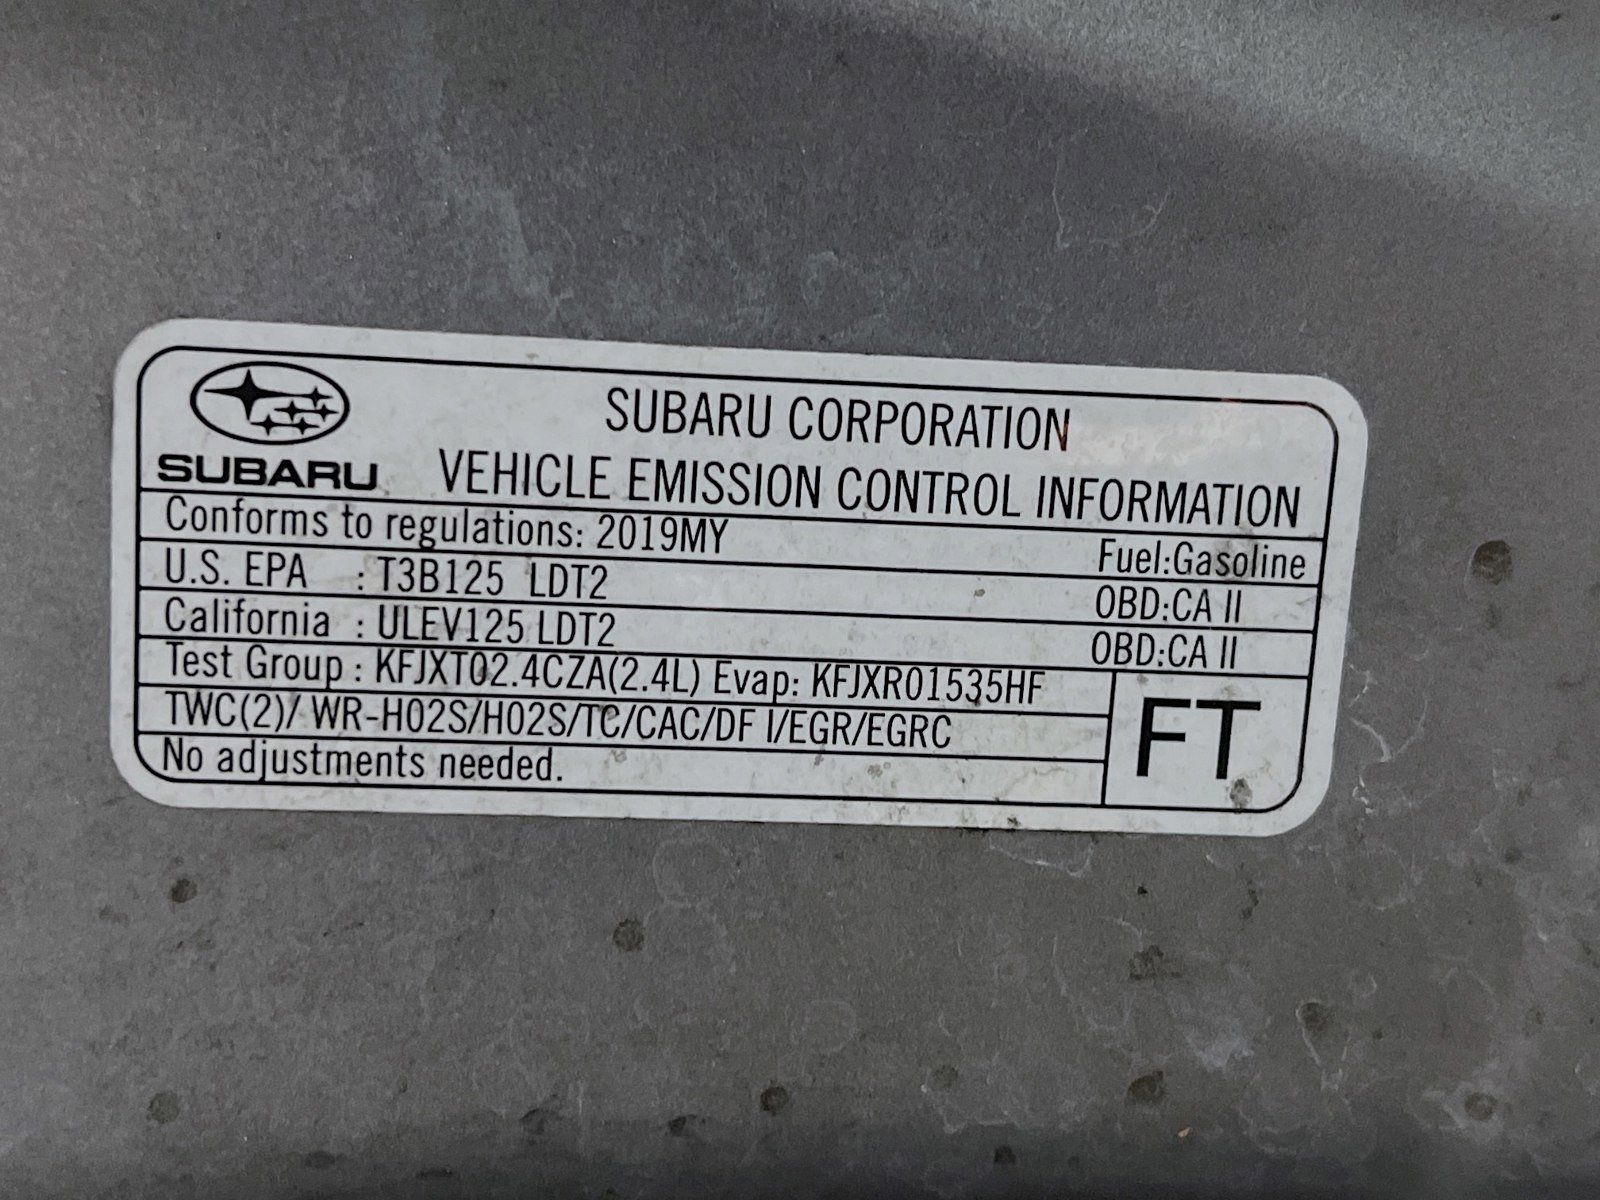 SUBARU CORPORATION
SUBARU VEHICLE EMISSION CONTROL INFORMATION
Conforms to regulations: 2019MY Fuel:Gasoline
U.S. EPA : T3B125 LDT2 OBD:CA II
California : ULEV125 LDT2 OBD:CA II
Test Group : KFJXT02.4CZA(2.4L) Evap: KFJXR01535HF
TWC(2)/ WR-HO2S/HO2S/TC/CAC/DF I/EGR/EGRC
No adjustments needed.
FT